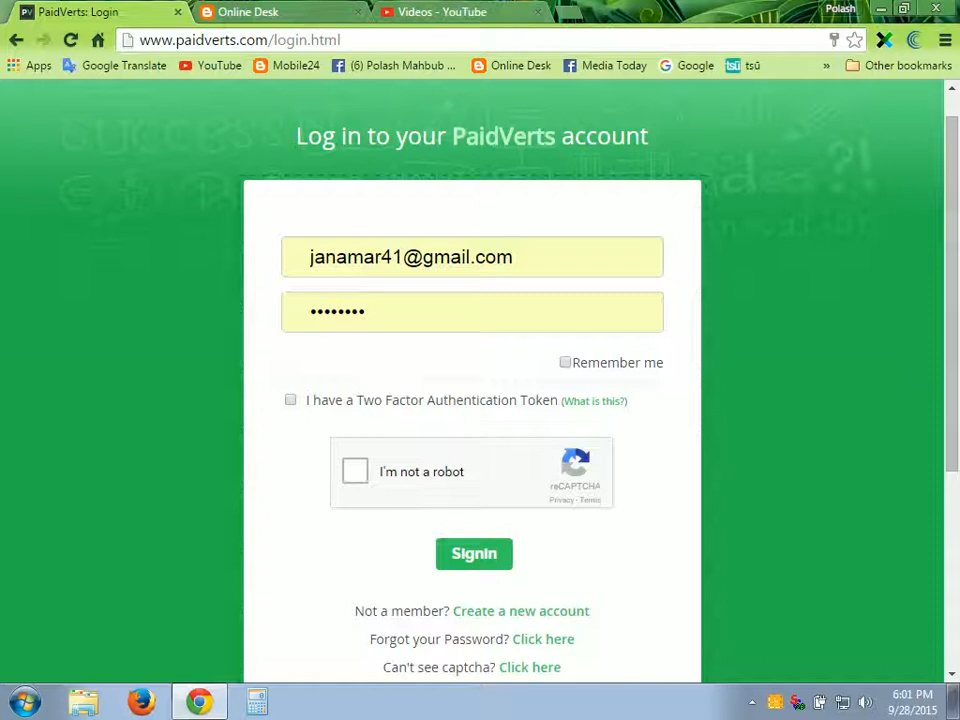 PaidVerts: Login
Online Desk
Videos - YouTube
Polash
www.paidverts.com/login.html
Apps
Google Translate
YouTube
Mobile24
(6) Polash Mahbub ...
Online Desk
Media Today
Google
tsū
tsū
»
Other bookmarks
Log in to your PaidVerts account
janamar41@gmail.com
••••••••
Remember me
I have a Two Factor Authentication Token (What is this?)
I'm not a robot
reCAPTCHA
Privacy - Terms
SignIn
Not a member? Create a new account
Forgot your Password? Click here
Can't see captcha? Click here
6:01 PM
9/28/2015